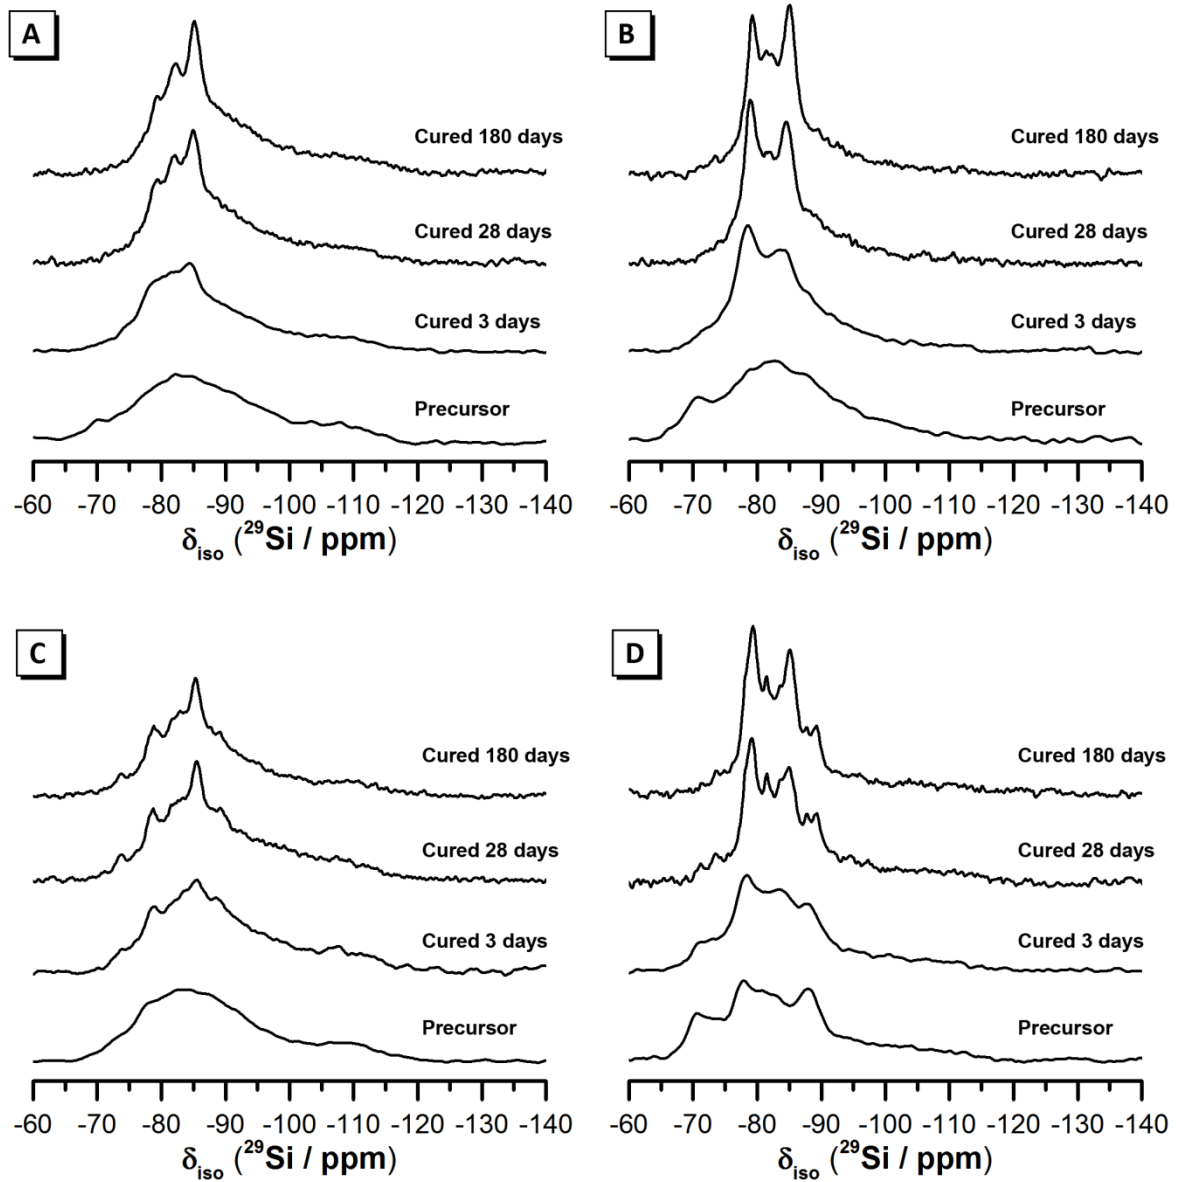 A
Cured 180 days
Cured 28 days
Cured 3 days
Precursor
-60 -70 -80 -90 -100 -110 -120 -130 -140
δiso (29Si / ppm)
B
Cured 180 days
Cured 28 days
Cured 3 days
Precursor
-60 -70 -80 -90 -100 -110 -120 -130 -140
δiso (29Si / ppm)
C
Cured 180 days
Cured 28 days
Cured 3 days
Precursor
-60 -70 -80 -90 -100 -110 -120 -130 -140
δiso (29Si / ppm)
D
Cured 180 days
Cured 28 days
Cured 3 days
Precursor
-60 -70 -80 -90 -100 -110 -120 -130 -140
δiso (29Si / ppm)